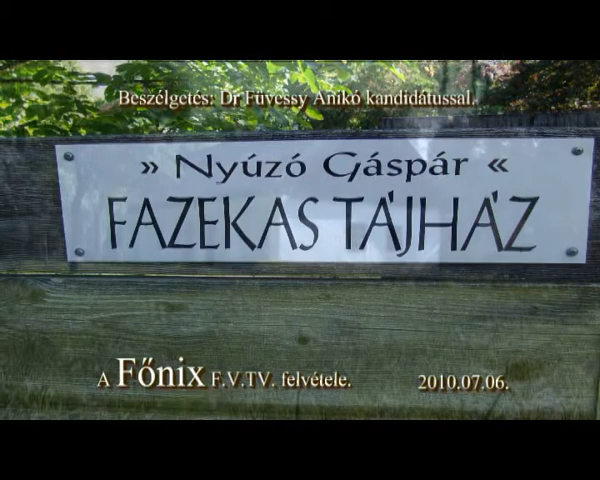 Beszélgetés: Dr Füvessy Anikó kandidátussal.
» Nyúzó Gáspár «
FAZEKAS TÁJHÁZ
A Főnix F.V.TV. felvétele.
2010.07.06.